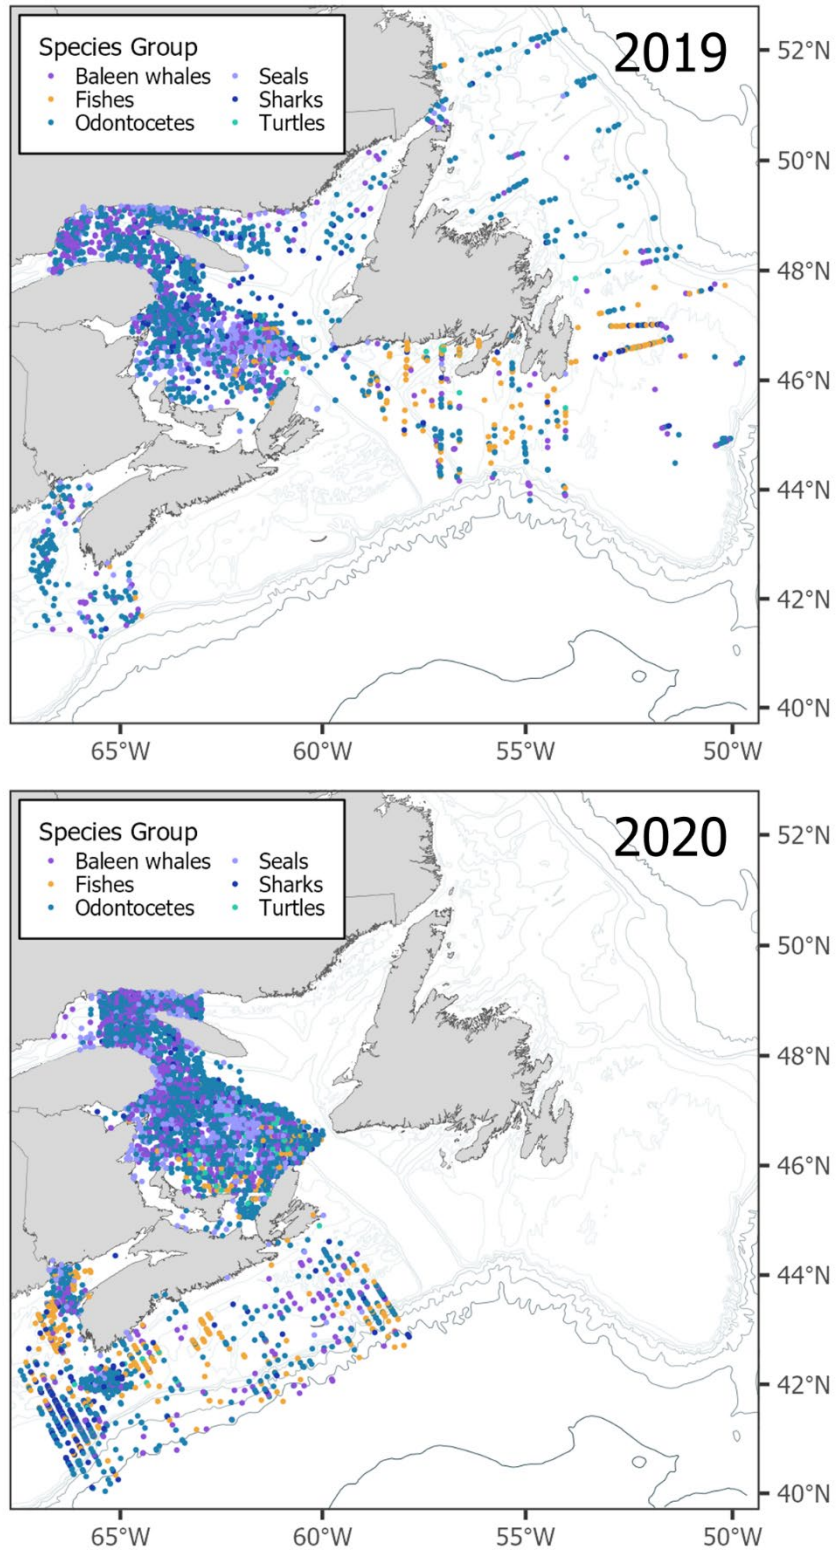 Species Group
Baleen whales
Seals
Fishes
Sharks
Odontocetes
Turtles
2019
52°N
50°N
48°N
46°N
44°N
42°N
40°N
65°W
60°W
55°W
50°W
Species Group
Baleen whales
Seals
Fishes
Sharks
Odontocetes
Turtles
2020
52°N
50°N
48°N
46°N
44°N
42°N
40°N
65°W
60°W
55°W
50°W